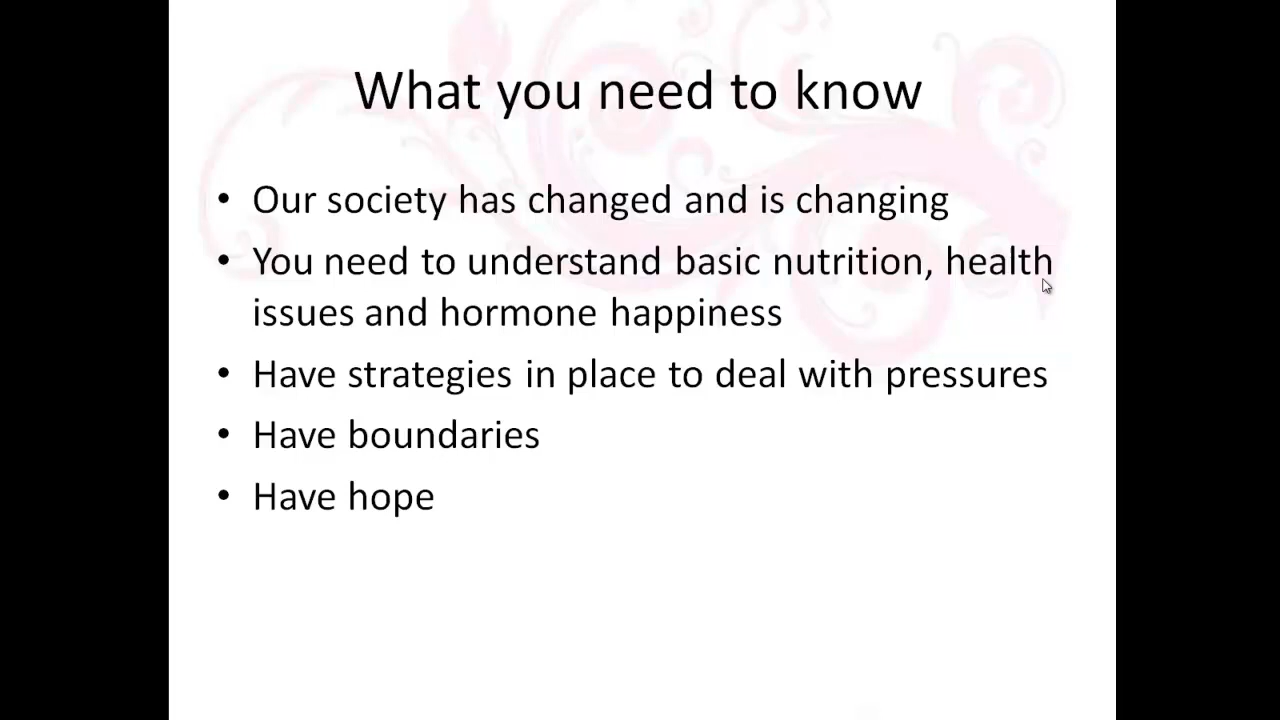 What you need to know
• Our society has changed and is changing
• You need to understand basic nutrition, health
issues and hormone happiness
• Have strategies in place to deal with pressures
• Have boundaries
• Have hope